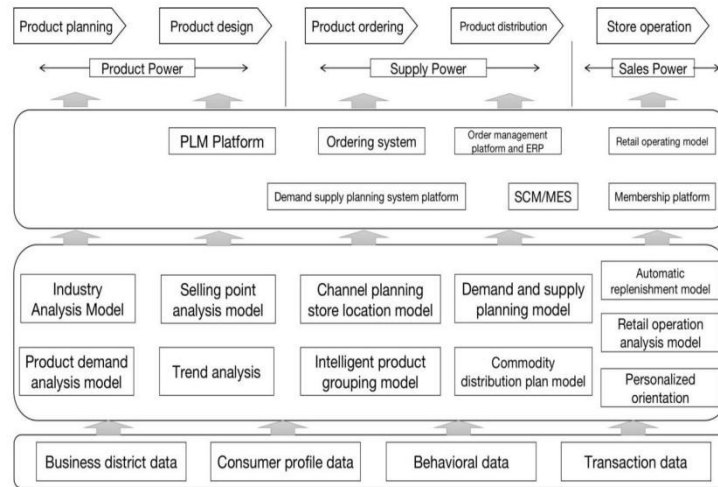 Product planning
Product design
Product ordering
Product distribution
Store operation
Product Power
Supply Power
Sales Power
PLM Platform
Ordering system
Order management
platform and ERP
Retail operating model
Demand supply planning system platform
SCM/MES
Membership platform
Industry
Analysis Model
Selling point
analysis model
Channel planning
store location model
Demand and supply
planning model
Automatic
replenishment model
Retail operation
analysis model
Product demand
analysis model
Trend analysis
Intelligent product
grouping model
Commodity
distribution plan model
Personalized
orientation
Business district data
Consumer profile data
Behavioral data
Transaction data